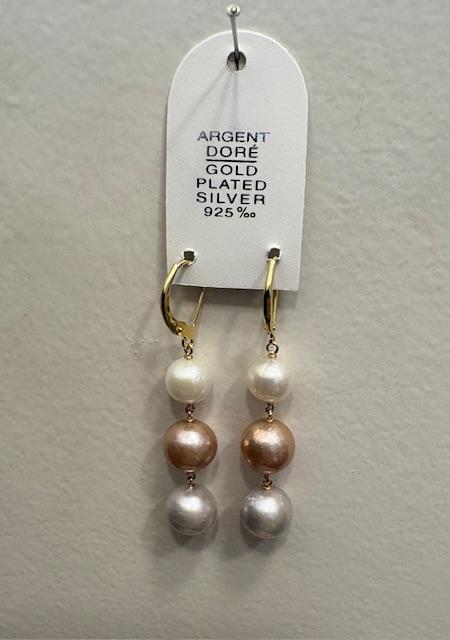 ARGENT
DORÉ
GOLD
PLATED
SILVER
925‰